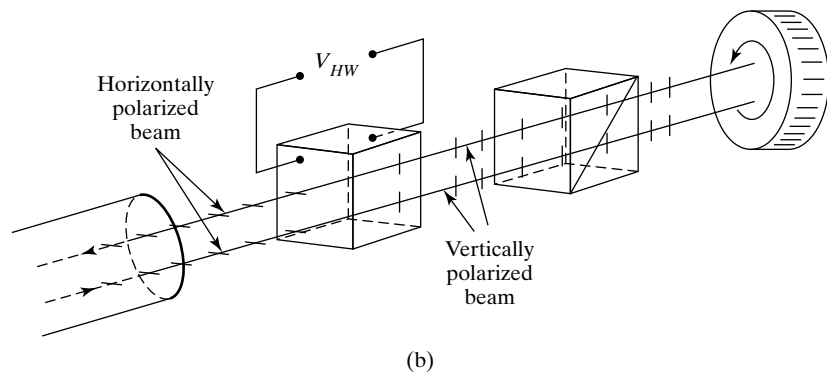 V_HW
Horizontally
polarized
beam
Vertically
polarized
beam
(b)